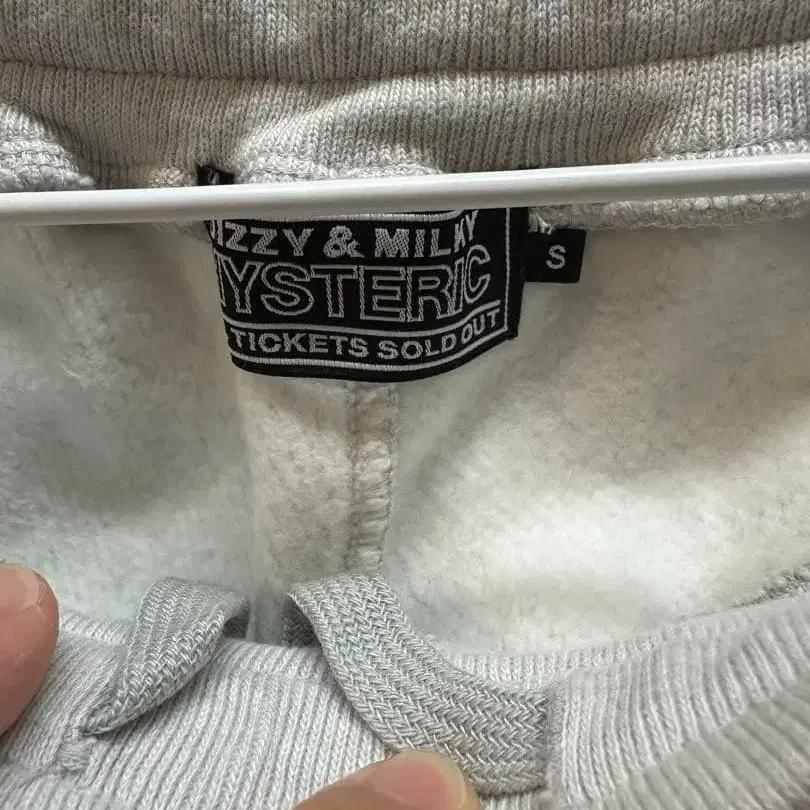 IZZY & MILKY
YSTERIC
TICKETS SOLD OUT
S